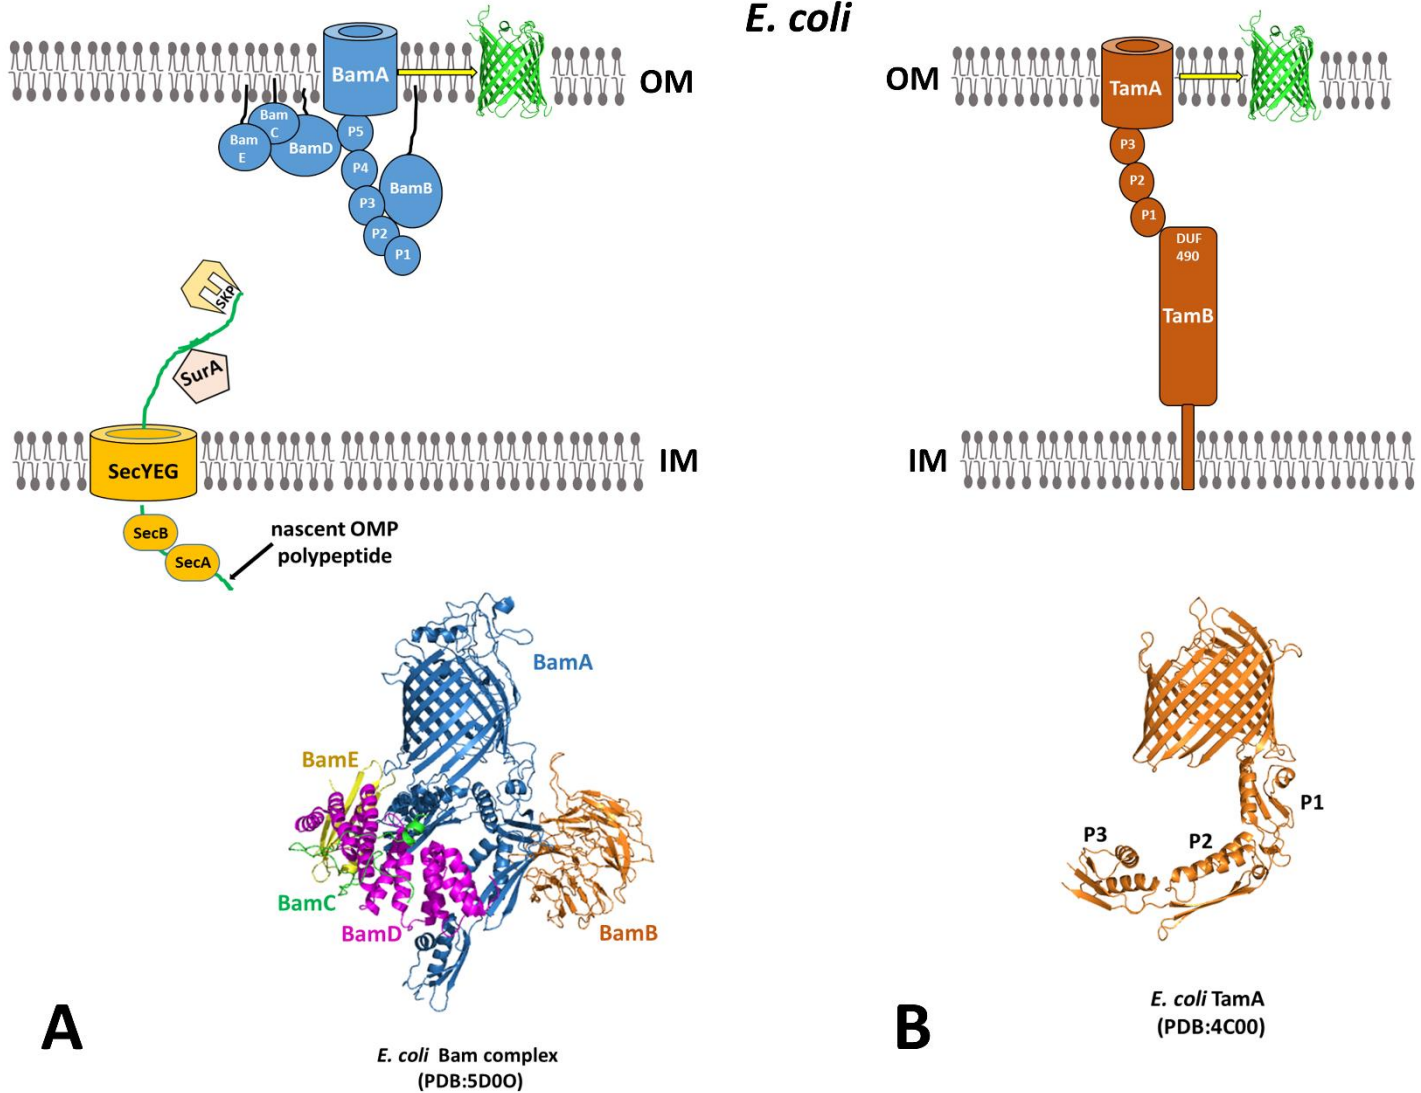 E. coli
BamA
OM
Bam
C
Bam
E
BamD
P5
P4
P3
P2
P1
BamB
SKP
SurA
SecYEG
IM
SecB
SecA
nascent OMP
polypeptide
BamA
BamE
BamC
BamD
BamB
A
E. coli Bam complex
(PDB:5D0O)
OM
TamA
P3
P2
P1
DUF
490
TamB
IM
P1
P2
P3
B
E. coli TamA
(PDB:4C00)